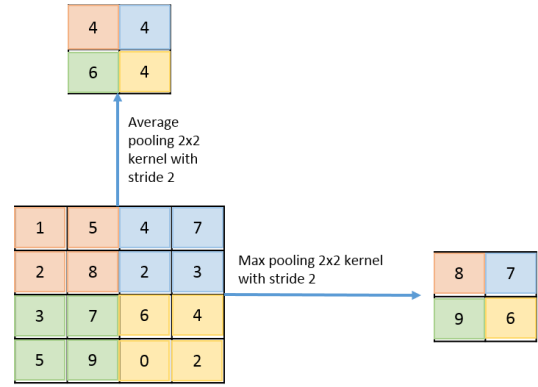 4 4
6 4
Average
pooling 2x2
kernel with
stride 2
1 5 4 7
2 8 2 3
3 7 6 4
5 9 0 2
Max pooling 2x2 kernel
with stride 2
8 7
9 6